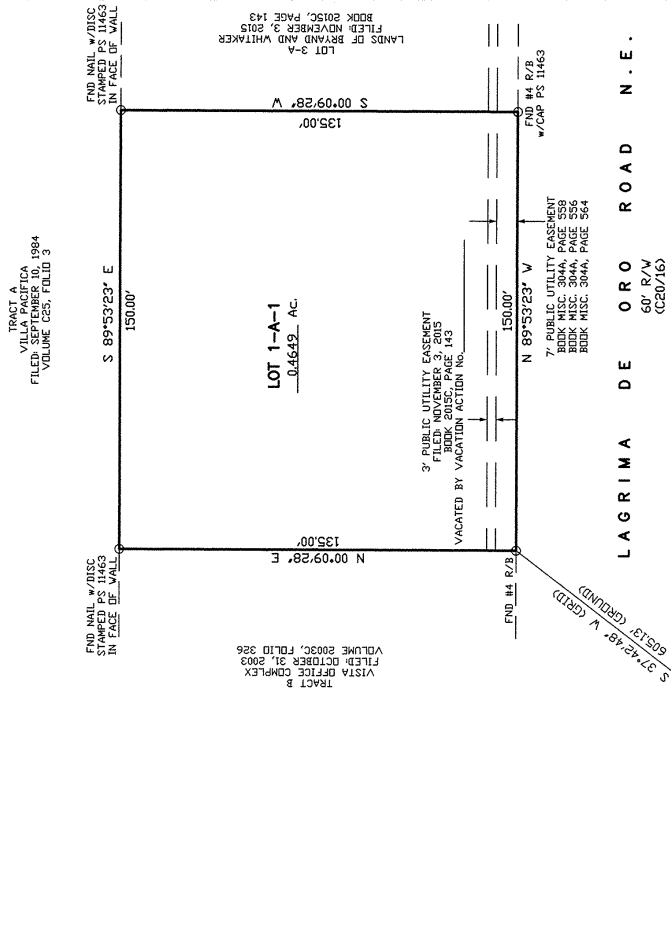 TRACT A
VILLA PACIFICA
FILED: SEPTEMBER 10, 1984
VOLUME C25, FOLIO 3
FND NAIL w/DISC
STAMPED PS 11463
IN FACE OF WALL
S 89°53'23" E
150.00'
FND NAIL w/DISC
STAMPED PS 11463
IN FACE OF WALL
TRACT B
VISTA OFFICE COMPLEX
FILED: OCTOBER 31, 2003
VOLUME 2003C, FOLIO 326
N 00°09'28" E
135.00'
LOT 1-A-1
0.4649 Ac.
S 00°09'28" W
135.00'
LOT 3-A
LANDS OF BRYAND AND WHITAKER
FILED: NOVEMBER 3, 2015
BOOK 2015C, PAGE 143
3' PUBLIC UTILITY EASEMENT
FILED: NOVEMBER 3, 2015
BOOK 2015C, PAGE 143
VACATED BY VACATION ACTION No.
FND #4 R/B
150.00'
N 89°53'23" W
FND #4 R/B
w/CAP PS 11463
7' PUBLIC UTILITY EASEMENT
BOOK MISC. 304A, PAGE 558
BOOK MISC. 304A, PAGE 556
BOOK MISC. 304A, PAGE 564
S 37°42'48" W (GRID)
605.13' (GROUND)
LAGRIMA DE ORO ROAD N.E.
60' R/W
(C20/16)